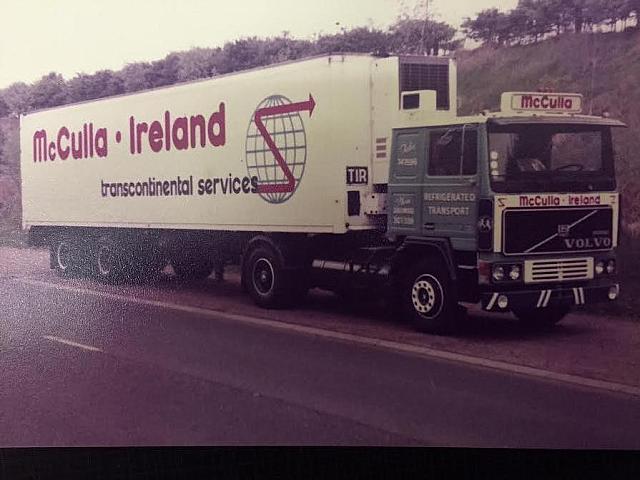 McCulla
McCulla · Ireland
transcontinental services
TIR
REFRIGERATED
TRANSPORT
McCulla - Ireland
VOLVO